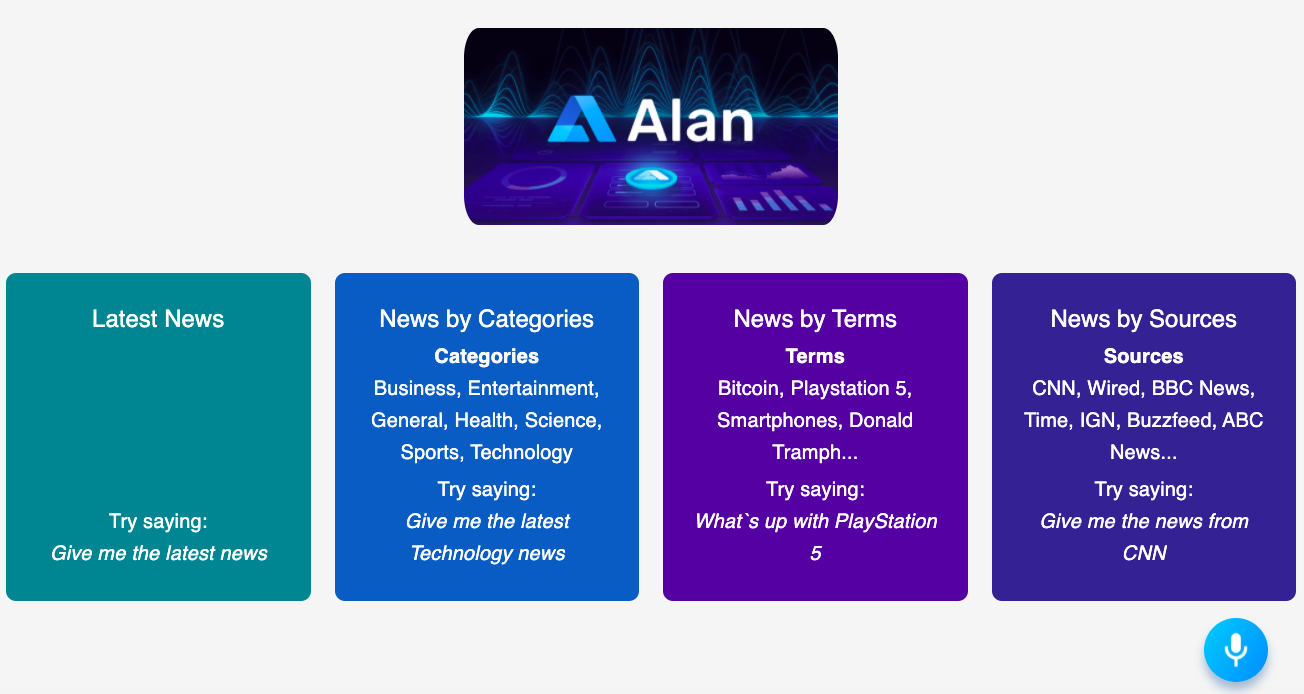 Alan
Latest News
Try saying:
Give me the latest news
News by Categories
Categories
Business, Entertainment,
General, Health, Science,
Sports, Technology
Try saying:
Give me the latest
Technology news
News by Terms
Terms
Bitcoin, Playstation 5,
Smartphones, Donald
Tramph...
Try saying:
What`s up with PlayStation
5
News by Sources
Sources
CNN, Wired, BBC News,
Time, IGN, Buzzfeed, ABC
News...
Try saying:
Give me the news from
CNN